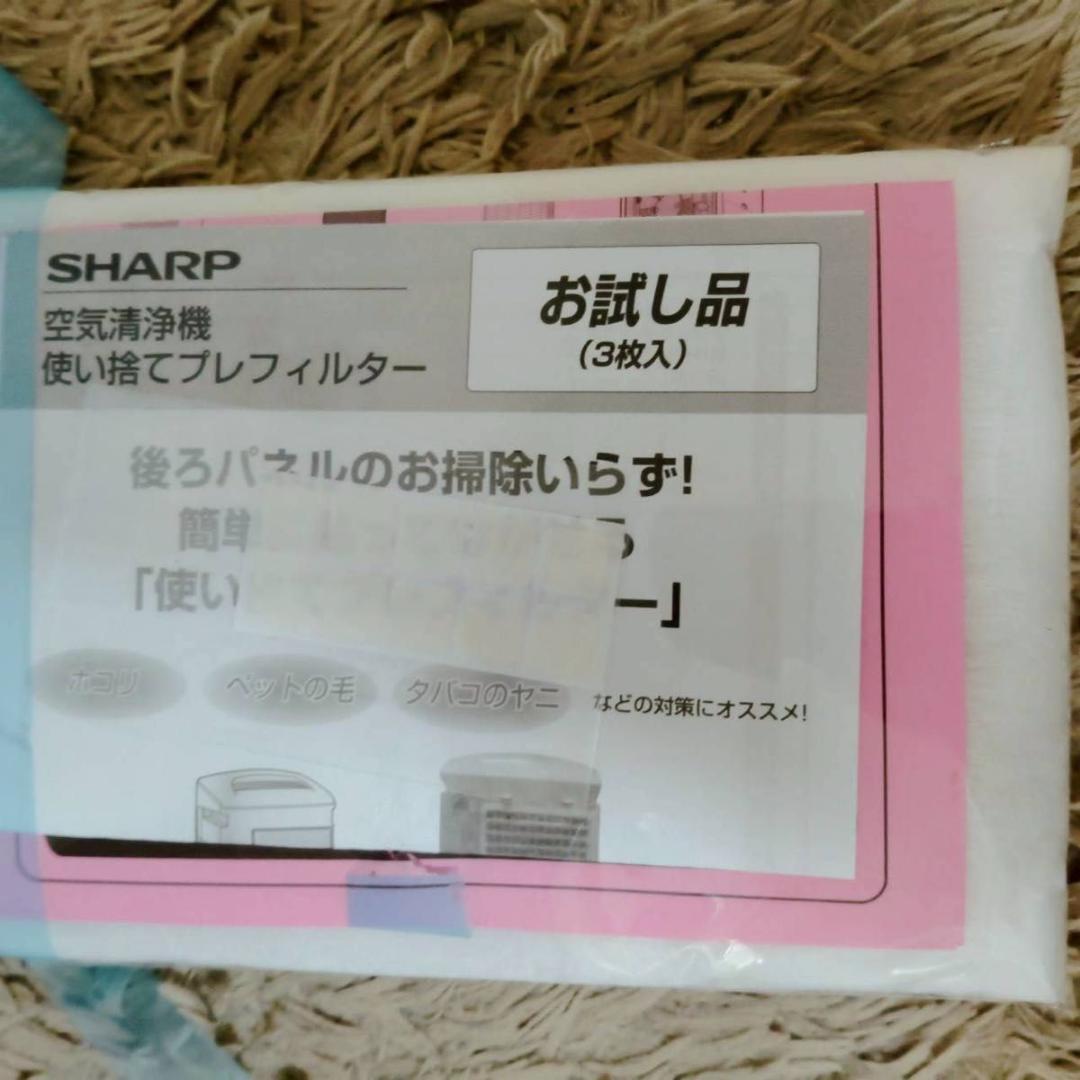 SHARP
空気清浄機
使い捨てプレフィルター
お試し品
(3枚入)
後ろパネルのお掃除いらず!
簡単
「使い ー」
ホコリ ペットの毛 タバコのヤニ などの対策にオススメ!